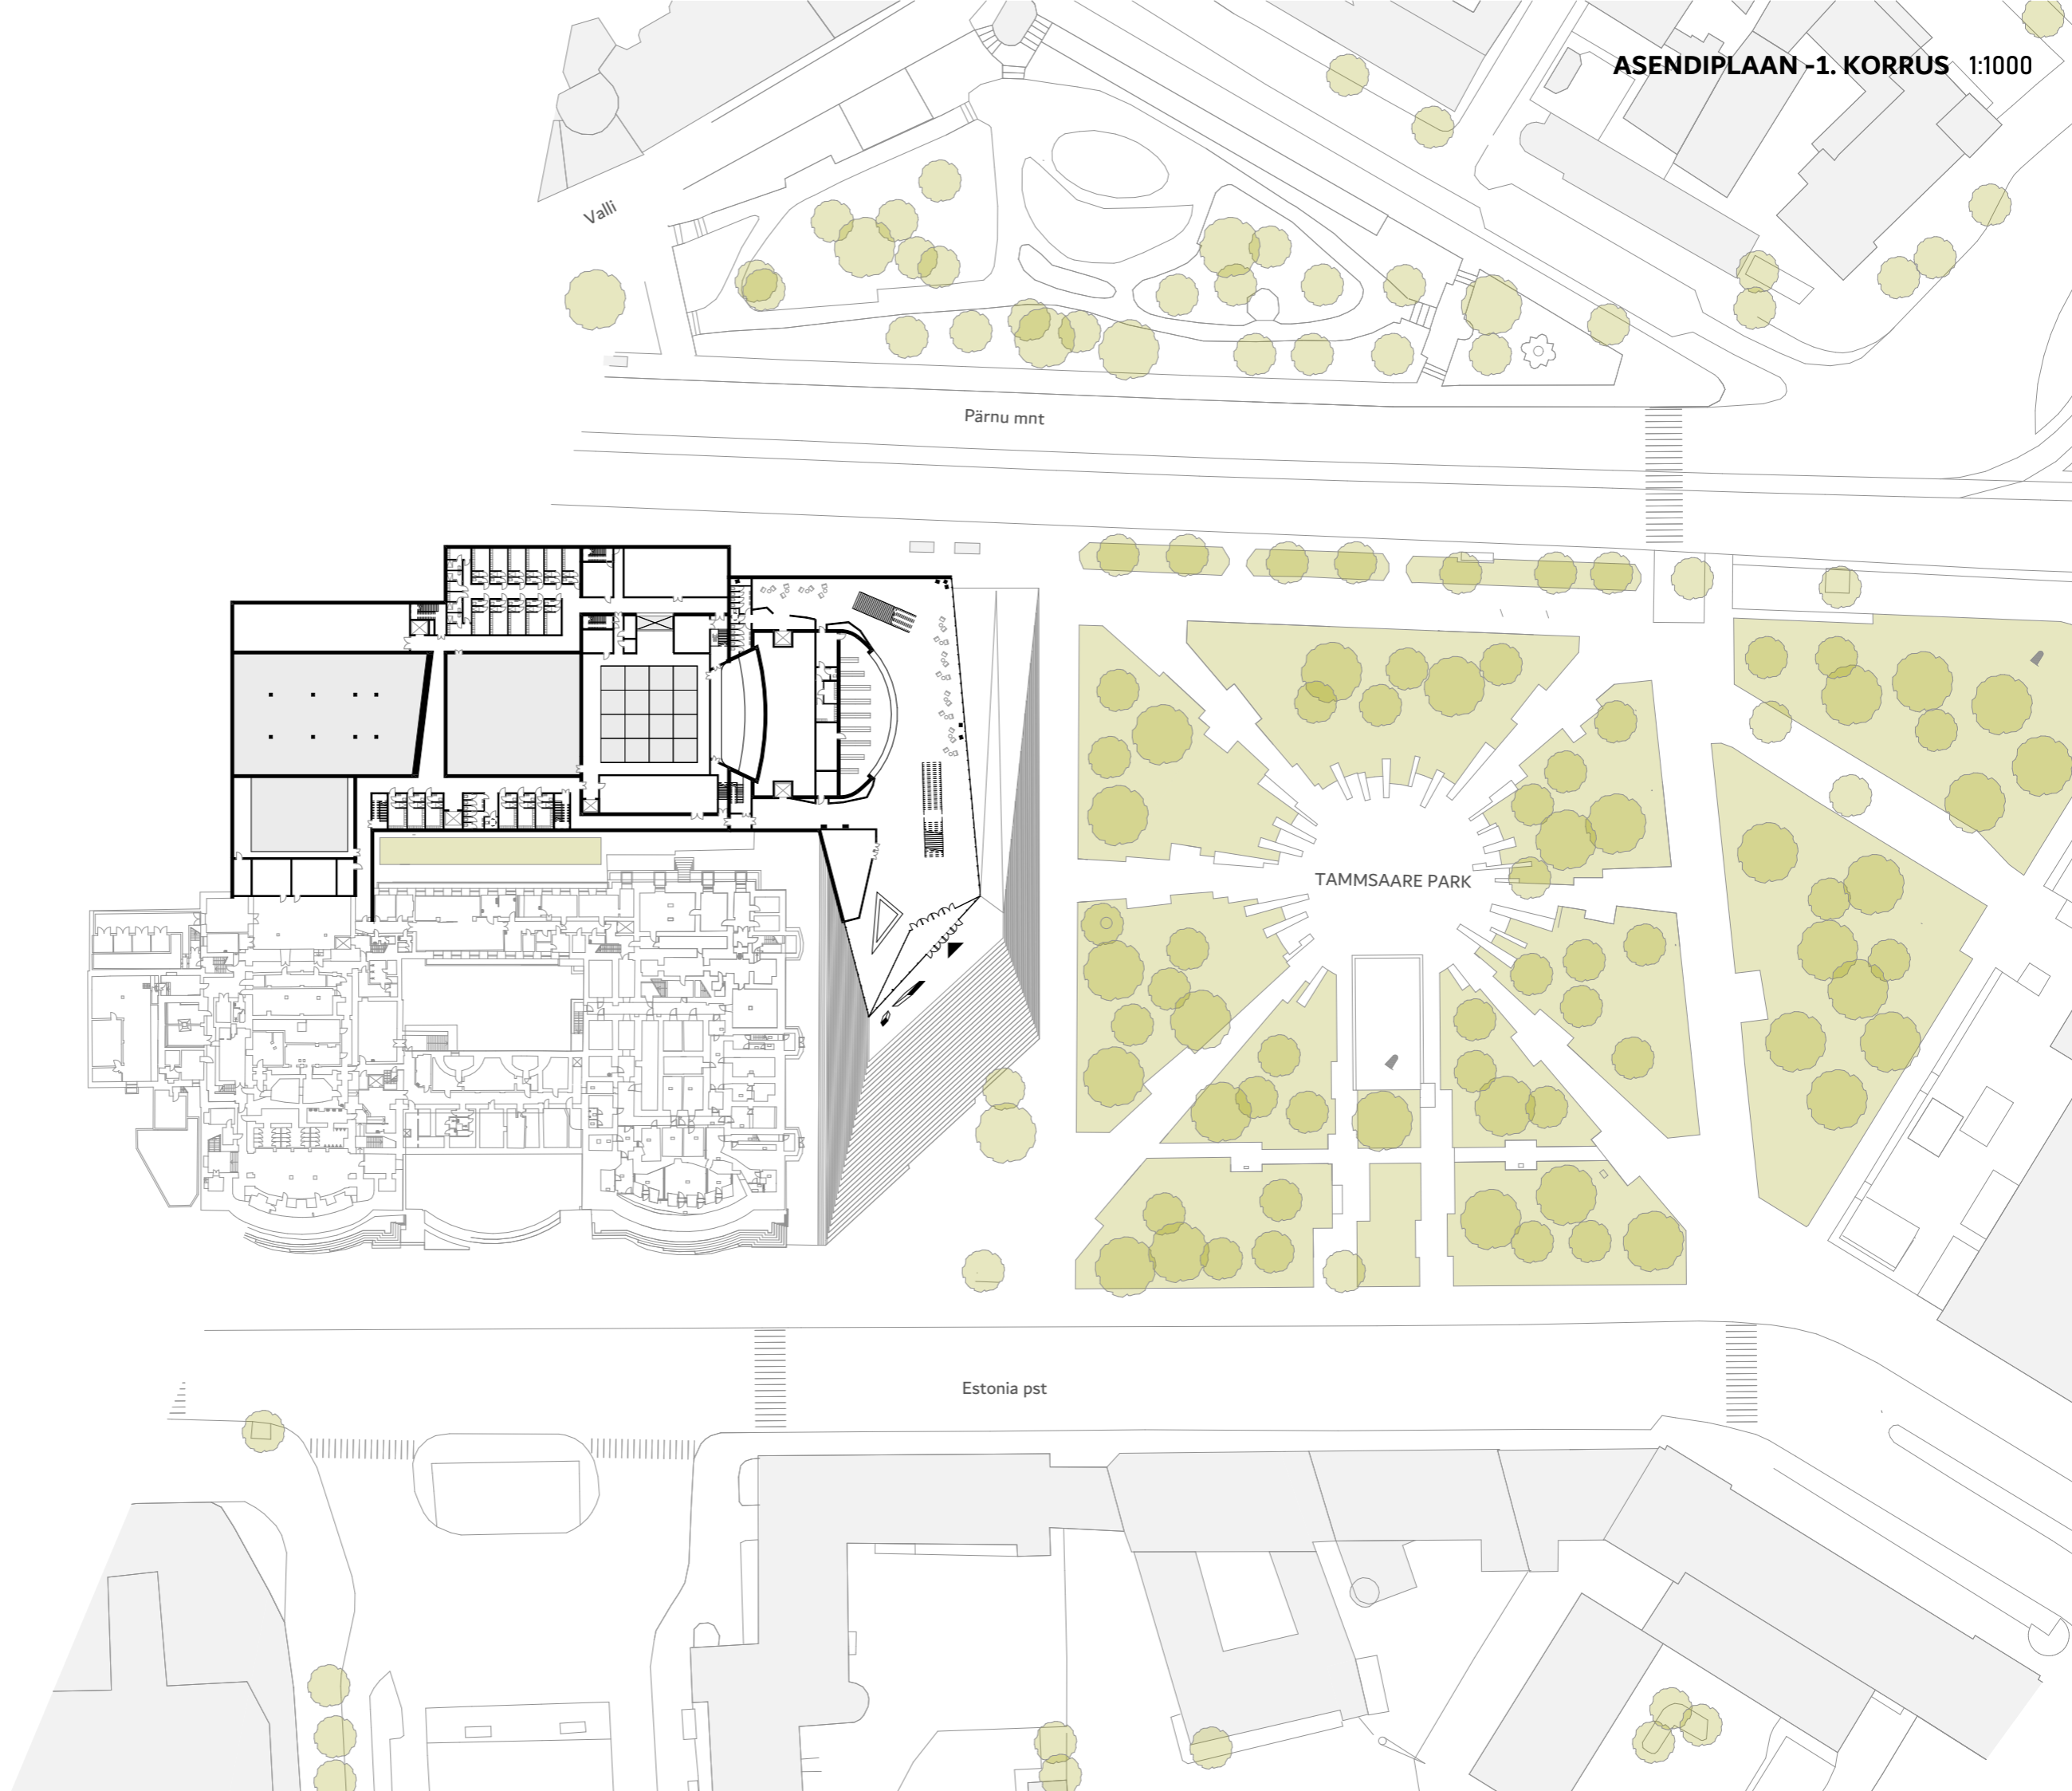 ASENDIPLAAN -1. KORRUS 1:1000
Valli
Pärnu mnt
TAMMSAARE PARK
Estonia pst